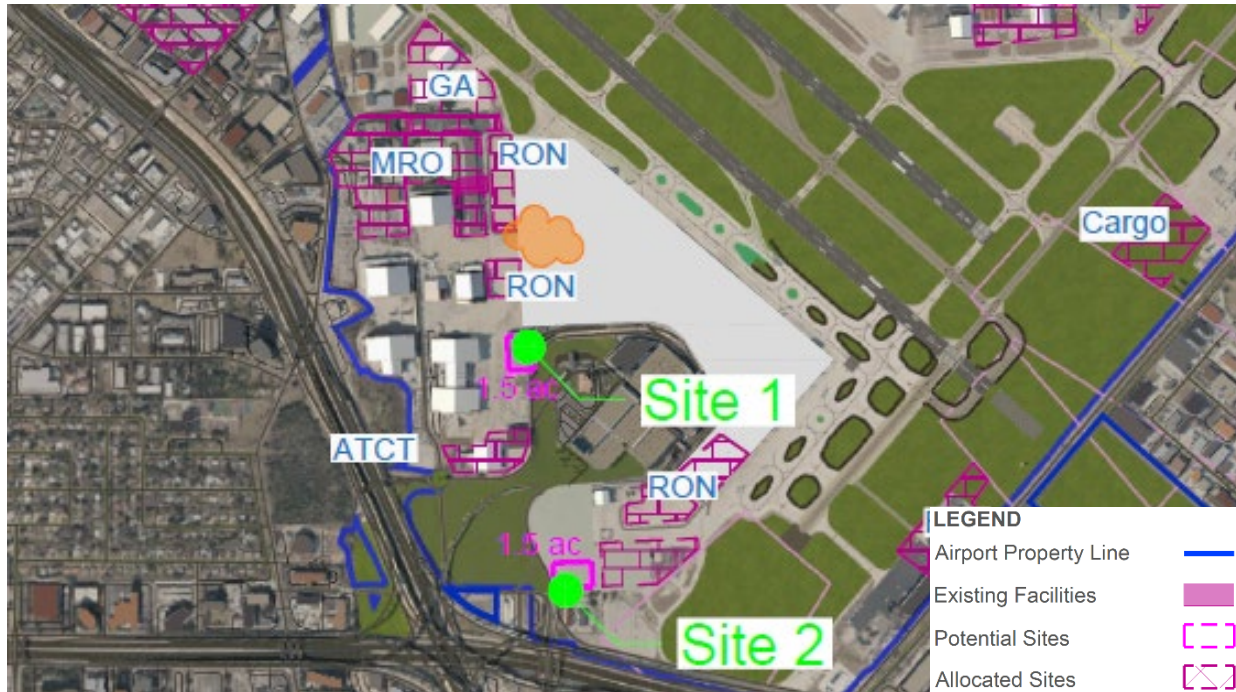 GA
RON
MRO
Cargo
RON
1.5 ac
Site 1
ATCT
RON
1.5 ac
Site 2
LEGEND
Airport Property Line
Existing Facilities
Potential Sites
Allocated Sites